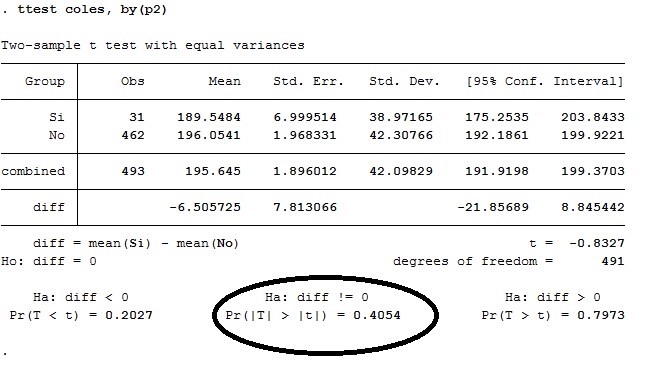 . ttest coles, by(p2)
Two-sample t test with equal variances
Group Obs Mean Std. Err. Std. Dev. [95% Conf. Interval]
Si 31 189.5484 6.999514 38.97165 175.2535 203.8433
No 462 196.0541 1.968331 42.30766 192.1861 199.9221
combined 493 195.645 1.896012 42.09829 191.9198 199.3703
diff -6.505725 7.813066 -21.85689 8.845442
diff = mean(Si) - mean(No) t = -0.8327
Ho: diff = 0 degrees of freedom = 491
Ha: diff < 0 Ha: diff != 0 Ha: diff > 0
Pr(T < t) = 0.2027 Pr(|T| > |t|) = 0.4054 Pr(T > t) = 0.7973
.